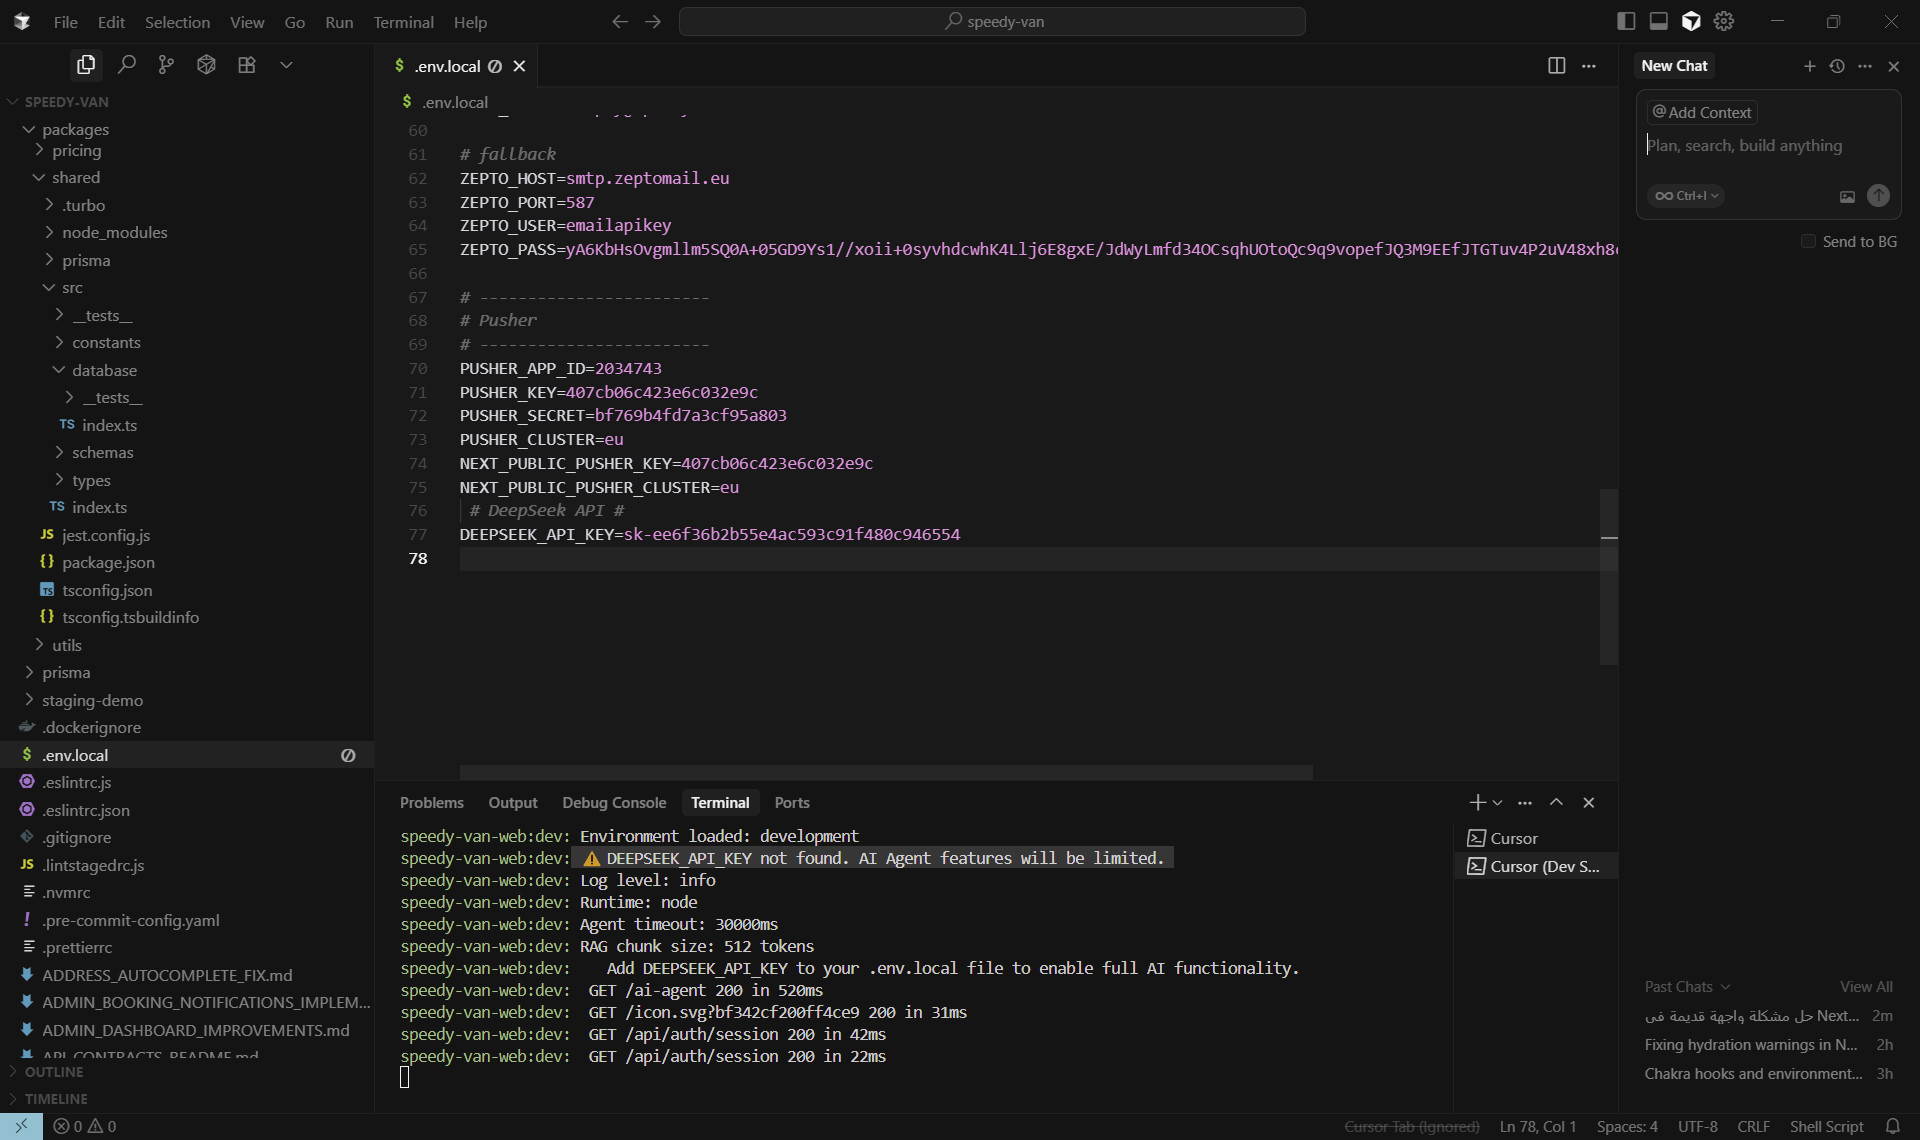 File Edit Selection View Go Run Terminal Help
speedy-van
SPEEDY-VAN
packages
pricing
shared
.turbo
node_modules
prisma
src
__tests__
constants
database
__tests__
TS index.ts
schemas
types
TS index.ts
JS jest.config.js
{} package.json
TS tsconfig.json
{} tsconfig.tsbuildinfo
utils
prisma
staging-demo
.dockerignore
$ .env.local
.eslintrc.js
.eslintrc.json
.gitignore
JS .lintstagedrc.js
.nvmrc
! .pre-commit-config.yaml
.prettierrc
ADDRESS_AUTOCOMPLETE_FIX.md
ADMIN_BOOKING_NOTIFICATIONS_IMPLEM...
ADMIN_DASHBOARD_IMPROVEMENTS.md
API_CONTRACTS_README.md
OUTLINE
TIMELINE
$ .env.local
$ .env.local
60
61 # fallback
62 ZEPTO_HOST=smtp.zeptomail.eu
63 ZEPTO_PORT=587
64 ZEPTO_USER=emailapikey
65 ZEPTO_PASS=yA6KbHsOvgmllm5SQ0A+05GD9Ys1//xoii+0syvhdcwhK4Llj6E8gxE/JdWyLmfd34OCsqhUOtoQc9q9vopefJQ3M9EEfJTGTuv4P2uV48xh8
66
67 # ------------------------
68 # Pusher
69 # ------------------------
70 PUSHER_APP_ID=2034743
71 PUSHER_KEY=407cb06c423e6c032e9c
72 PUSHER_SECRET=bf769b4fd7a3cf95a803
73 PUSHER_CLUSTER=eu
74 NEXT_PUBLIC_PUSHER_KEY=407cb06c423e6c032e9c
75 NEXT_PUBLIC_PUSHER_CLUSTER=eu
76 # DeepSeek API #
77 DEEPSEEK_API_KEY=sk-ee6f36b2b55e4ac593c91f480c946554
78
Problems Output Debug Console Terminal Ports
speedy-van-web:dev: Environment loaded: development
speedy-van-web:dev: ⚠ DEEPSEEK_API_KEY not found. AI Agent features will be limited.
speedy-van-web:dev: Log level: info
speedy-van-web:dev: Runtime: node
speedy-van-web:dev: Agent timeout: 30000ms
speedy-van-web:dev: RAG chunk size: 512 tokens
speedy-van-web:dev: Add DEEPSEEK_API_KEY to your .env.local file to enable full AI functionality.
speedy-van-web:dev: GET /ai-agent 200 in 520ms
speedy-van-web:dev: GET /icon.svg?bf342cf200ff4ce9 200 in 31ms
speedy-van-web:dev: GET /api/auth/session 200 in 42ms
speedy-van-web:dev: GET /api/auth/session 200 in 22ms
Cursor
Cursor (Dev S...
New Chat
@ Add Context
Plan, search, build anything
∞ Ctrl+I
Send to BG
Past Chats View All
حل مشكلة واجهة قديمة في Next... 2m
Fixing hydration warnings in N... 2h
Chakra hooks and environment... 3h
0 0
Cursor Tab (Ignored) Ln 78, Col 1 Spaces: 4 UTF-8 CRLF Shell Script